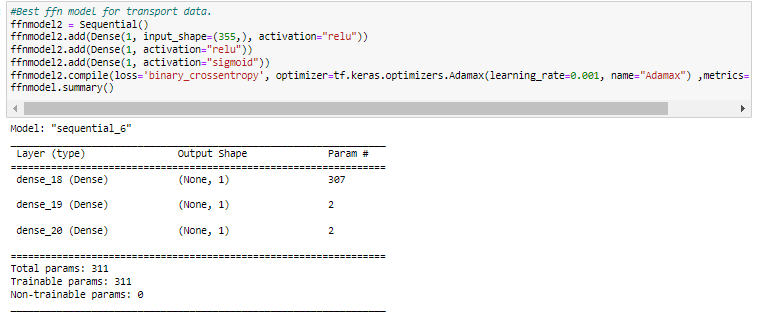 #Best ffn model for transport data.
ffnmodel2 = Sequential()
ffnmodel2.add(Dense(1, input_shape=(355,), activation="relu"))
ffnmodel2.add(Dense(1, activation="relu"))
ffnmodel2.add(Dense(1, activation="sigmoid"))
ffnmodel2.compile(loss='binary_crossentropy', optimizer=tf.keras.optimizers.Adamax(learning_rate=0.001, name="Adamax") ,metrics=
ffnmodel.summary()
Model: "sequential_6"
_________________________________________________________________
Layer (type) Output Shape Param #
=================================================================
dense_18 (Dense) (None, 1) 307
dense_19 (Dense) (None, 1) 2
dense_20 (Dense) (None, 1) 2
=================================================================
Total params: 311
Trainable params: 311
Non-trainable params: 0
_________________________________________________________________